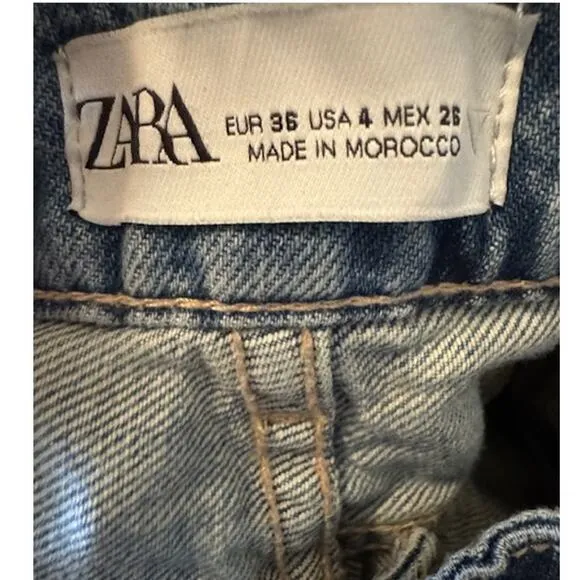 ZARA
EUR 36 USA 4 MEX 26
MADE IN MOROCCO